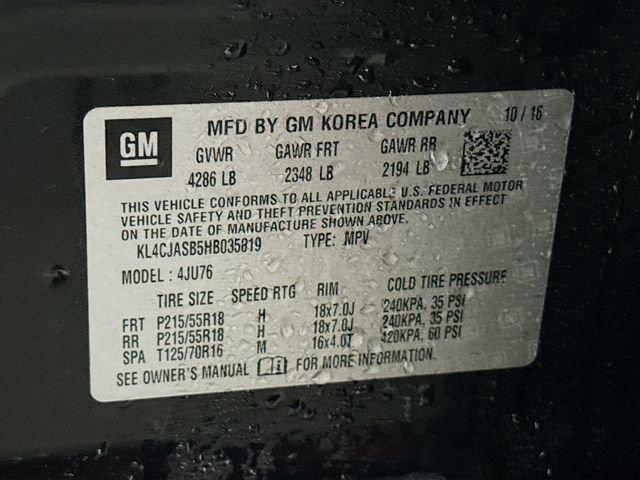 GM MFD BY GM KOREA COMPANY 10 / 16
GVWR GAWR FRT GAWR RR
4286 LB 2348 LB 2194 LB
THIS VEHICLE CONFORMS TO ALL APPLICABLE U.S. FEDERAL MOTOR
VEHICLE SAFETY AND THEFT PREVENTION STANDARDS IN EFFECT
ON THE DATE OF MANUFACTURE SHOWN ABOVE.
KL4CJASB5HB035819 TYPE: MPV
MODEL: 4JU76
TIRE SIZE SPEED RTG RIM COLD TIRE PRESSURE
FRT P215/55R18 H 18x7.0J 240KPA, 35 PSI
RR P215/55R18 H 18x7.0J 240KPA, 35 PSI
SPA T125/70R16 M 16x4.0T 420KPA, 60 PSI
SEE OWNER'S MANUAL FOR MORE INFORMATION.